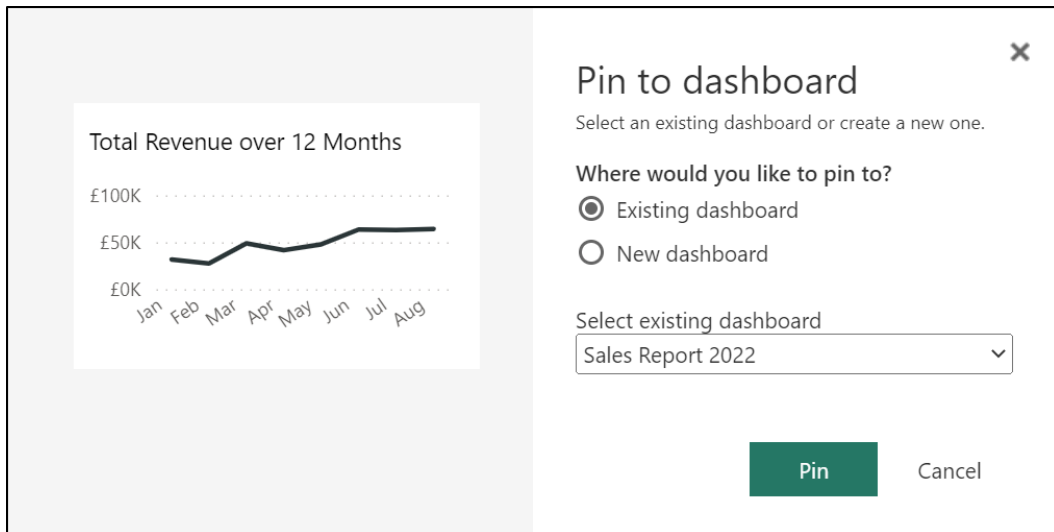 Total Revenue over 12 Months
£100K
£50K
£0K
Jan Feb Mar Apr May Jun Jul Aug
Pin to dashboard
Select an existing dashboard or create a new one.
Where would you like to pin to?
Existing dashboard
New dashboard
Select existing dashboard
Sales Report 2022
Pin Cancel